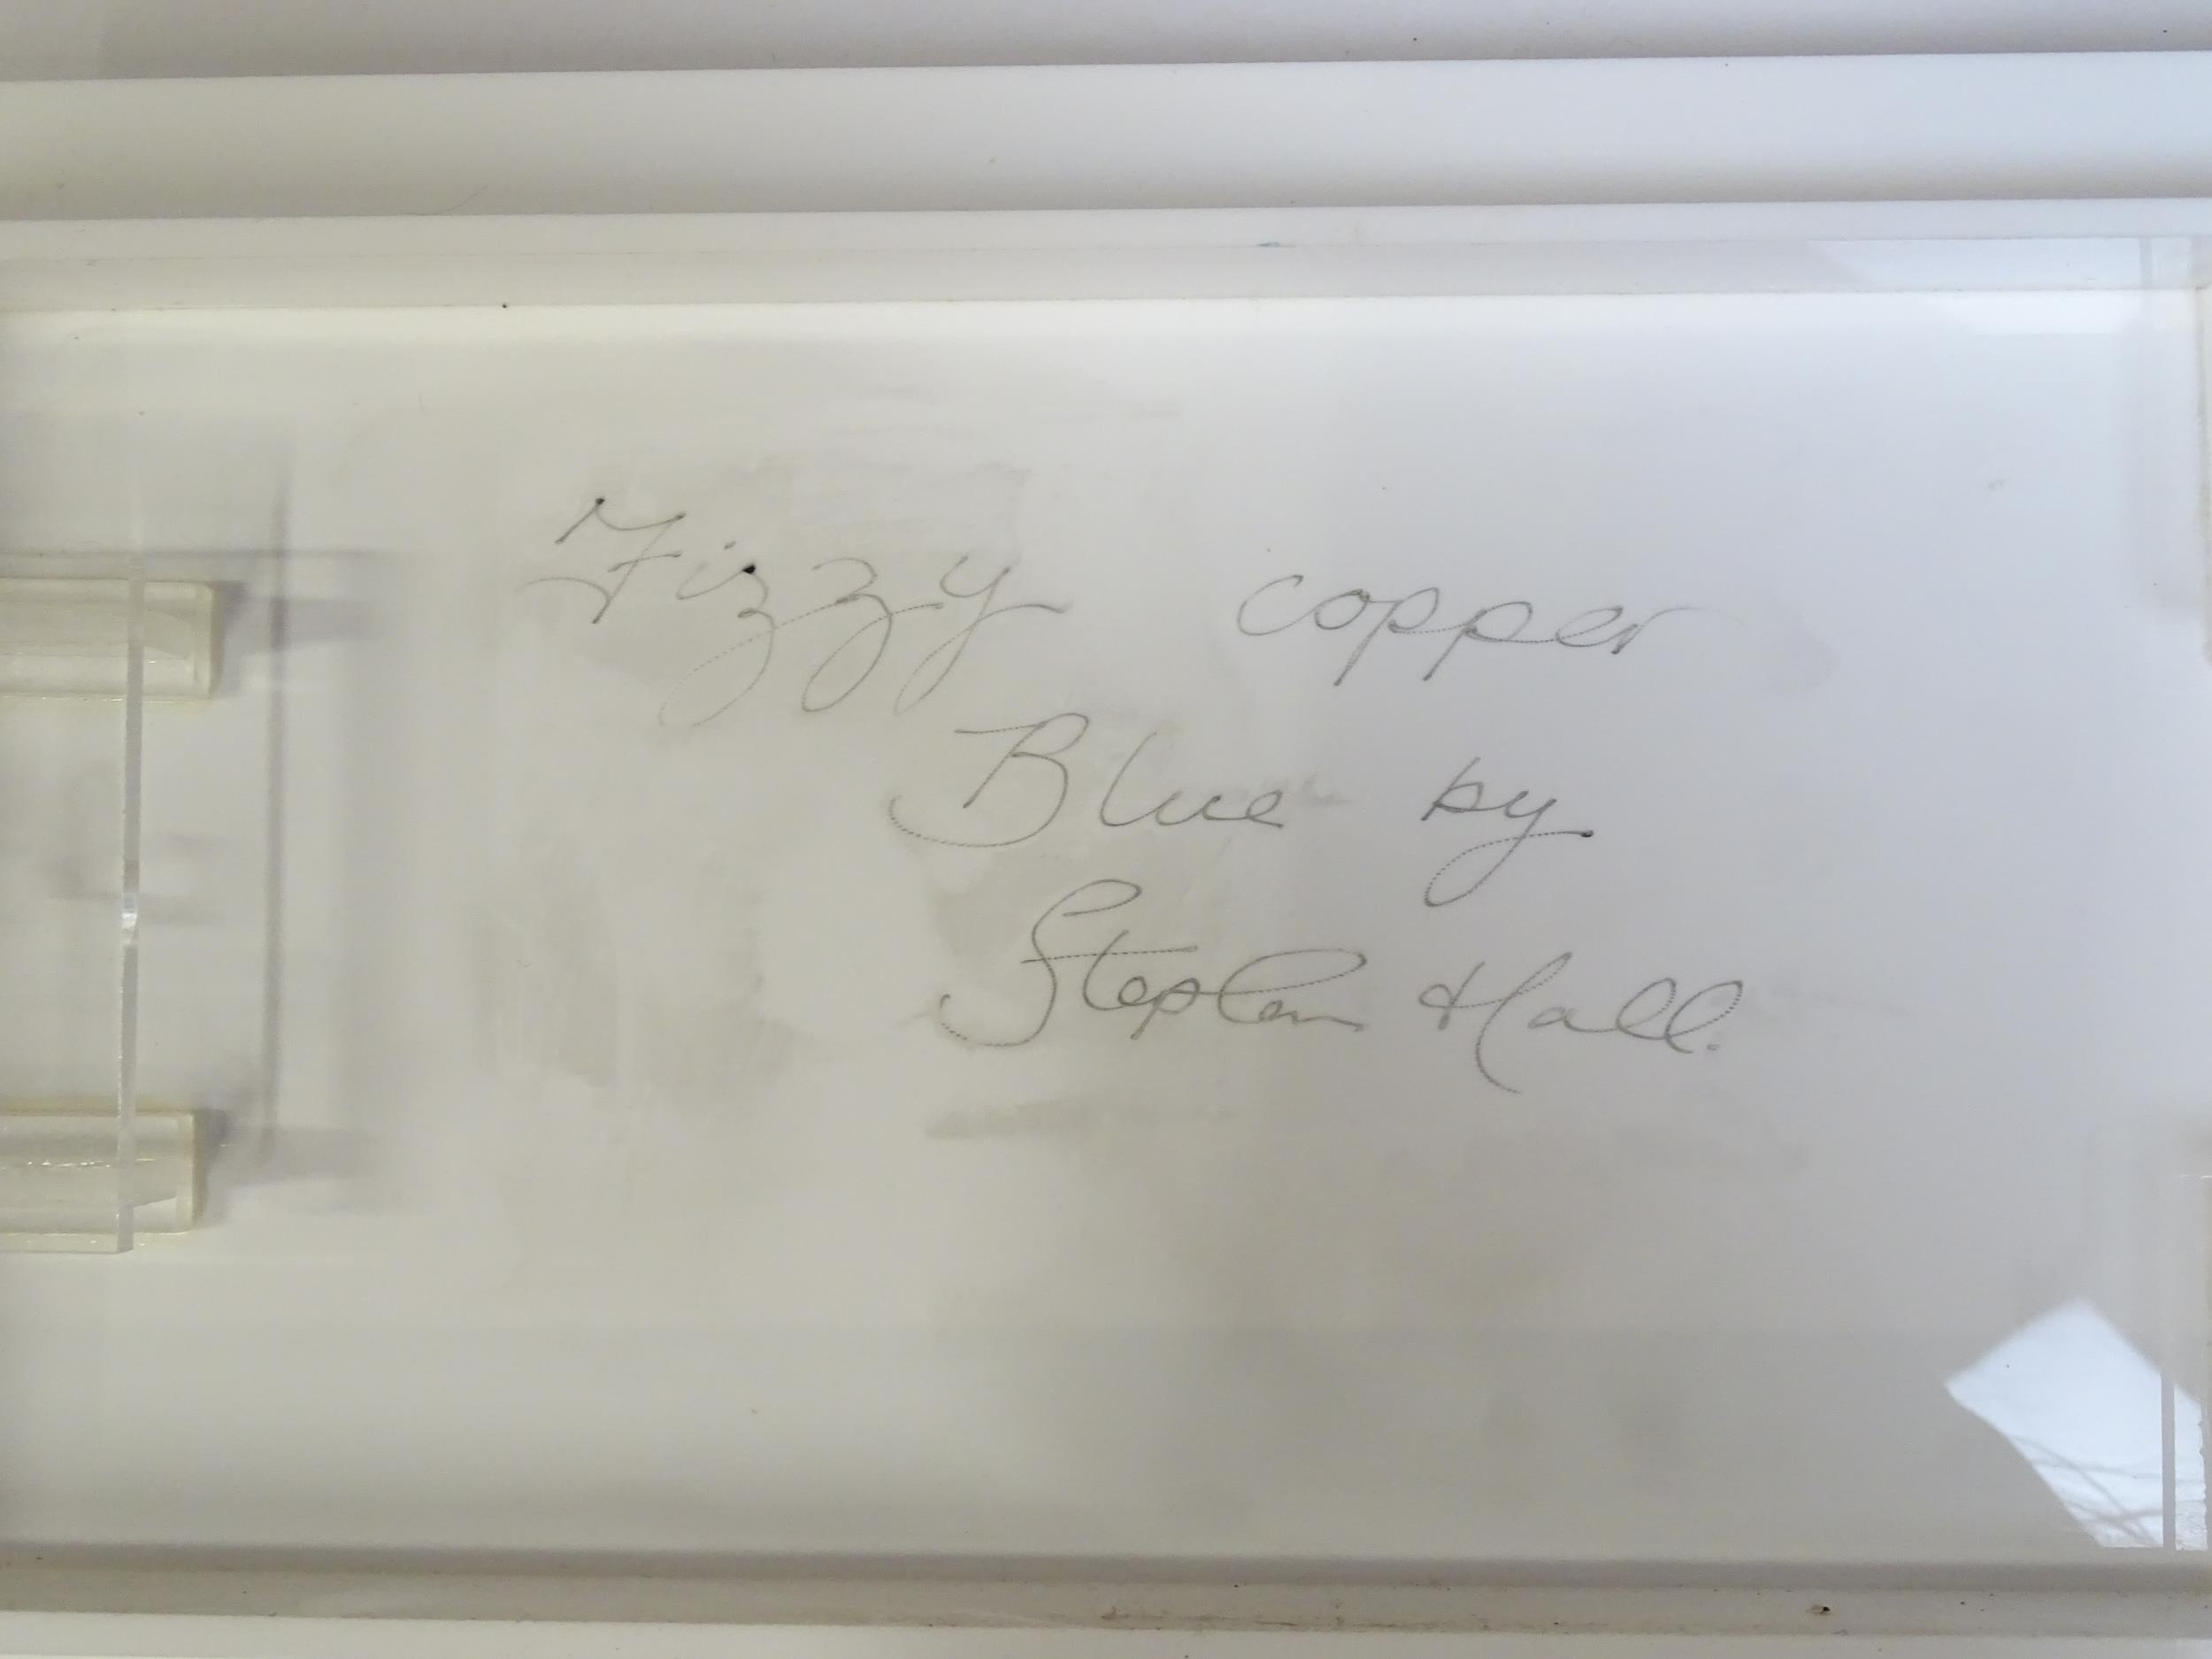 Fizzy copper
Blue by
Stephen Hall.